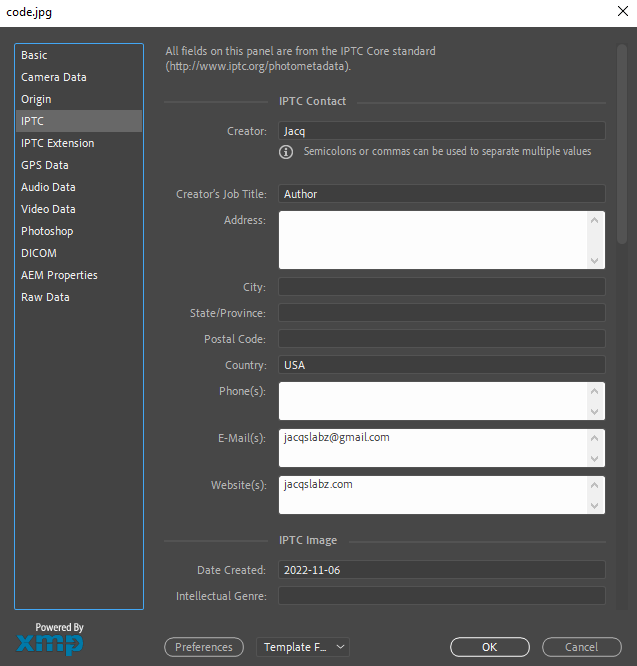 code.jpg
Basic
Camera Data
Origin
IPTC
IPTC Extension
GPS Data
Audio Data
Video Data
Photoshop
DICOM
AEM Properties
Raw Data
All fields on this panel are from the IPTC Core standard
(http://www.iptc.org/photometadata).
IPTC Contact
Creator: Jacq
Semicolons or commas can be used to separate multiple values
Creator's Job Title: Author
Address:
City:
State/Province:
Postal Code:
Country: USA
Phone(s):
E-Mail(s): jacqslabz@gmail.com
Website(s): jacqslabz.com
IPTC Image
Date Created: 2022-11-06
Intellectual Genre:
Powered By
xmp
Preferences Template F... OK Cancel